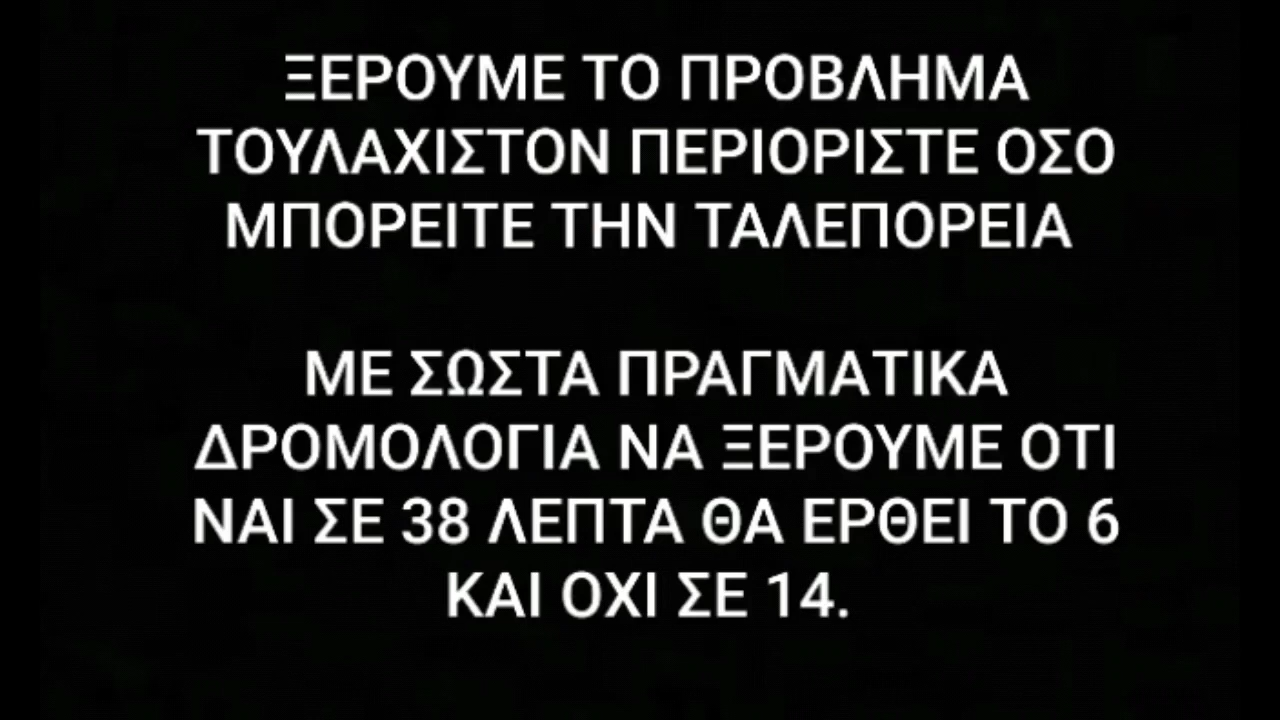 ΞΕΡΟΥΜΕ ΤΟ ΠΡΟΒΛΗΜΑ
ΤΟΥΛΑΧΙΣΤΟΝ ΠΕΡΙΟΡΙΣΤΕ ΟΣΟ
ΜΠΟΡΕΙΤΕ ΤΗΝ ΤΑΛΕΠΟΡΕΙΑ
ΜΕ ΣΩΣΤΑ ΠΡΑΓΜΑΤΙΚΑ
ΔΡΟΜΟΛΟΓΙΑ ΝΑ ΞΕΡΟΥΜΕ ΟΤΙ
ΝΑΙ ΣΕ 38 ΛΕΠΤΑ ΘΑ ΕΡΘΕΙ ΤΟ 6
ΚΑΙ ΟΧΙ ΣΕ 14.